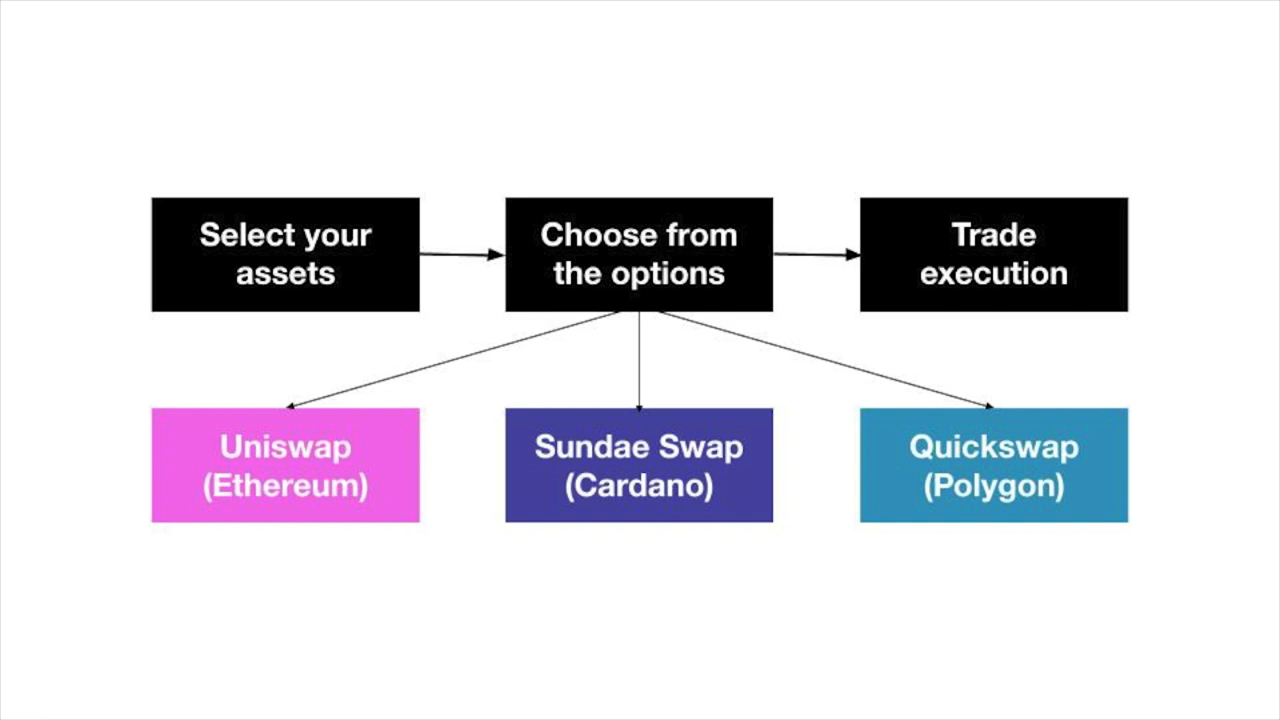 Select your
assets
Choose from
the options
Trade
execution
Uniswap
(Ethereum)
Sundae Swap
(Cardano)
Quickswap
(Polygon)